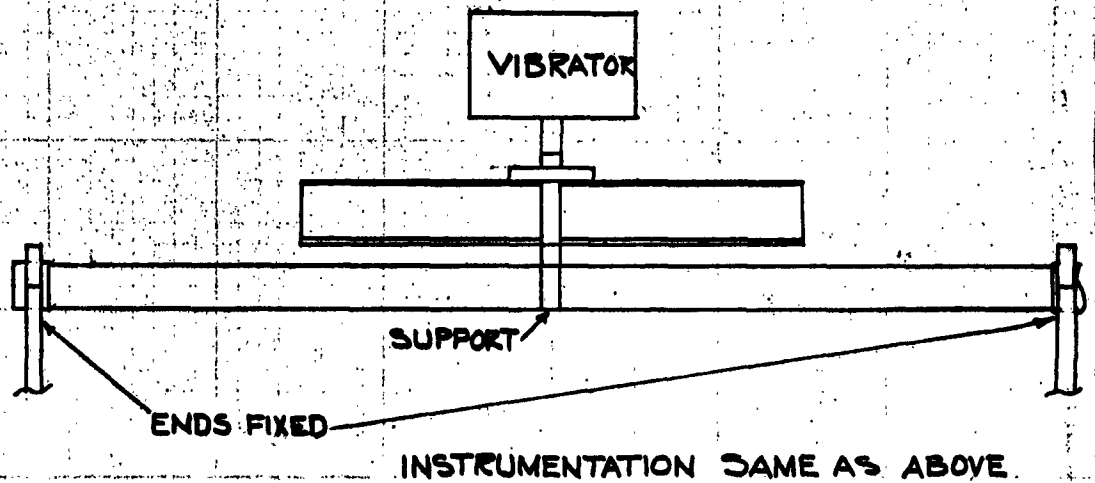 VIBRATOR
SUPPORT
ENDS FIXED
INSTRUMENTATION SAME AS ABOVE.